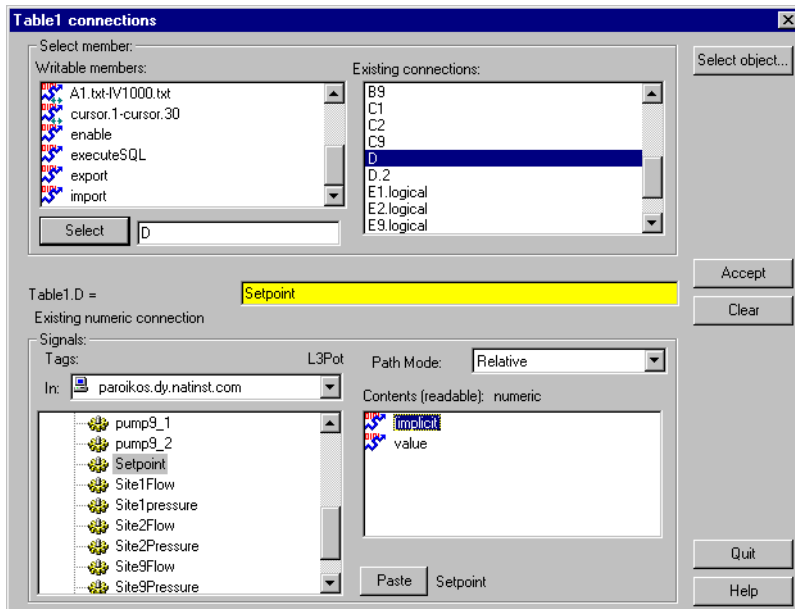 Table1 connections
Select member:
Writable members:
A1.txt-IV1000.txt
cursor.1-cursor.30
enable
executeSQL
export
import
Select
D
Existing connections:
B9
C1
C2
C9
D
D.2
E1.logical
E2.logical
E9.logical
Select object...
Accept
Clear
Table1.D =
Setpoint
Existing numeric connection
Signals:
Tags:
L3Pot
In:
paroikos.dy.natinst.com
pump9_1
pump9_2
Setpoint
Site1Flow
Site1pressure
Site2Flow
Site2Pressure
Site9Flow
Site9Pressure
Path Mode:
Relative
Contents (readable): numeric
implicit
value
Paste
Setpoint
Quit
Help